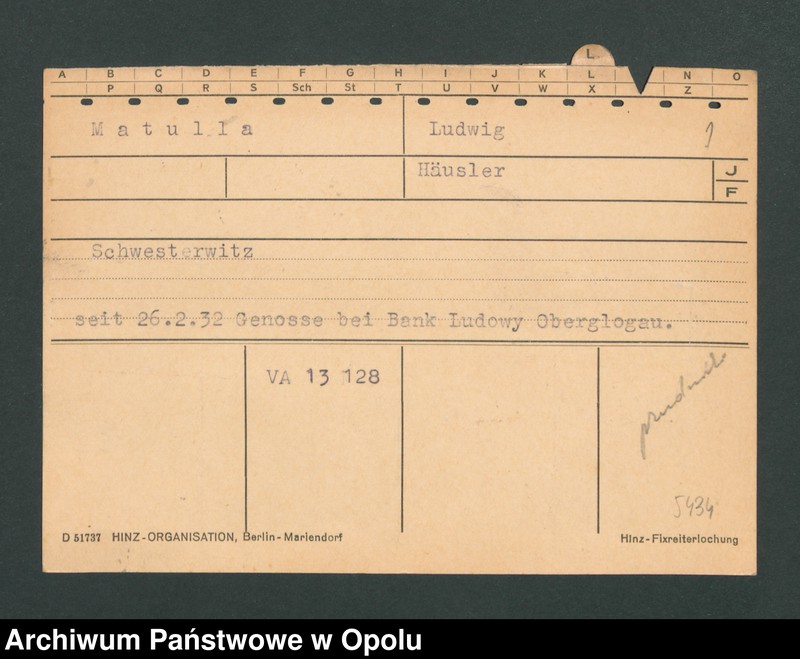 L
A B C D E F G H I J K L N O
P Q R S Sch St T U V W X Z
Matulla Ludwig 1
Häusler J
F
Schwesterwitz
seit 26.2.32 Genosse bei Bank Ludowy Oberglogau.
VA 13 128
prudnik
5434
D 51737 HINZ-ORGANISATION, Berlin-Mariendorf Hinz-Fixreiterlochung
Archiwum Państwowe w Opolu